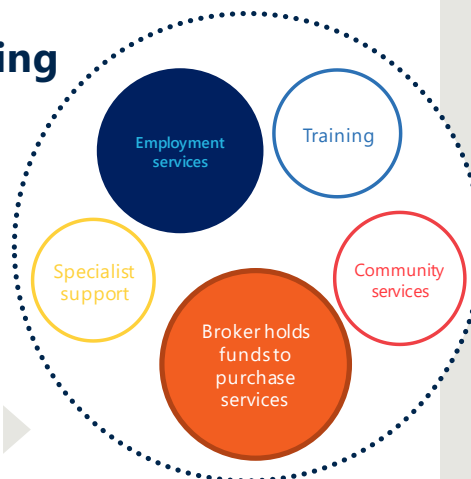 ing
Employment
services
Training
Specialist
support
Community
services
Broker holds
funds to
purchase
services